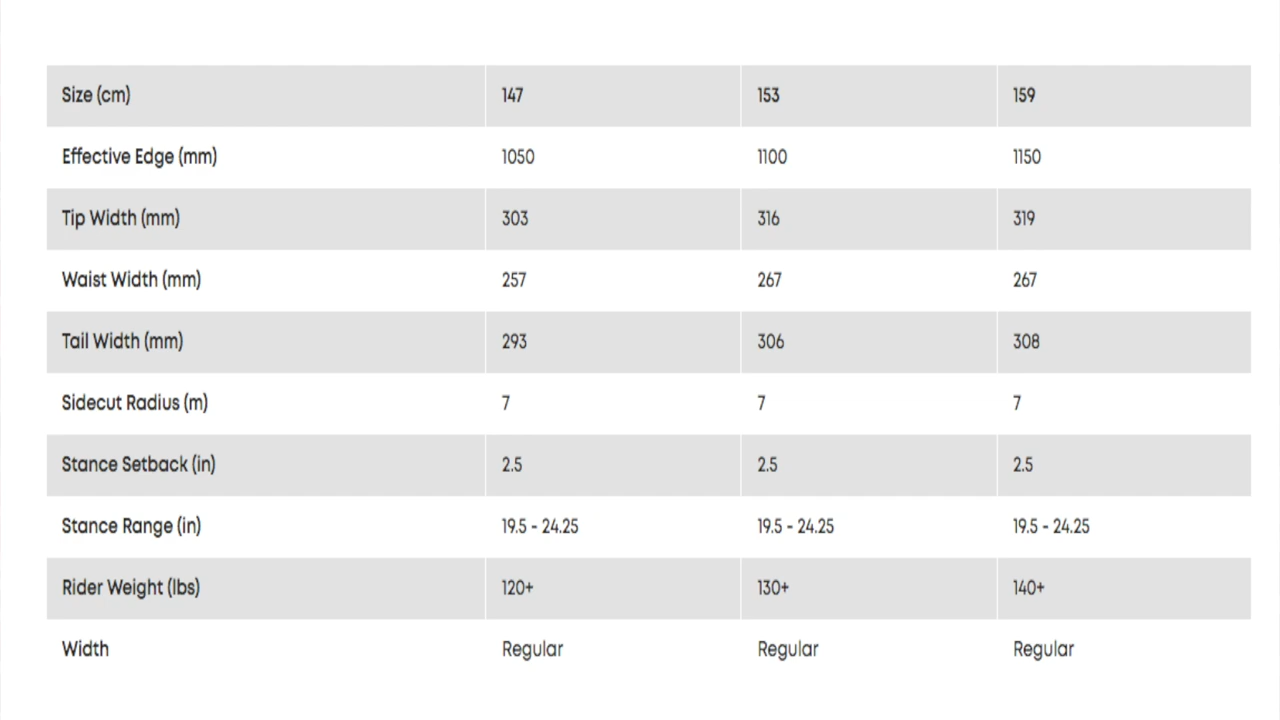 Size (cm) 147 153 159
Effective Edge (mm) 1050 1100 1150
Tip Width (mm) 303 316 319
Waist Width (mm) 257 267 267
Tail Width (mm) 293 306 308
Sidecut Radius (m) 7 7 7
Stance Setback (in) 2.5 2.5 2.5
Stance Range (in) 19.5 - 24.25 19.5 - 24.25 19.5 - 24.25
Rider Weight (lbs) 120+ 130+ 140+
Width Regular Regular Regular